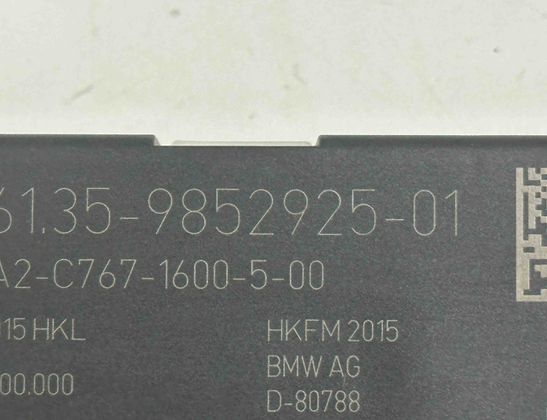 61.35-9852925-01
A2-C767-1600-5-00
015 HKL
HKFM 2015
00.000
BMW AG
D-80788